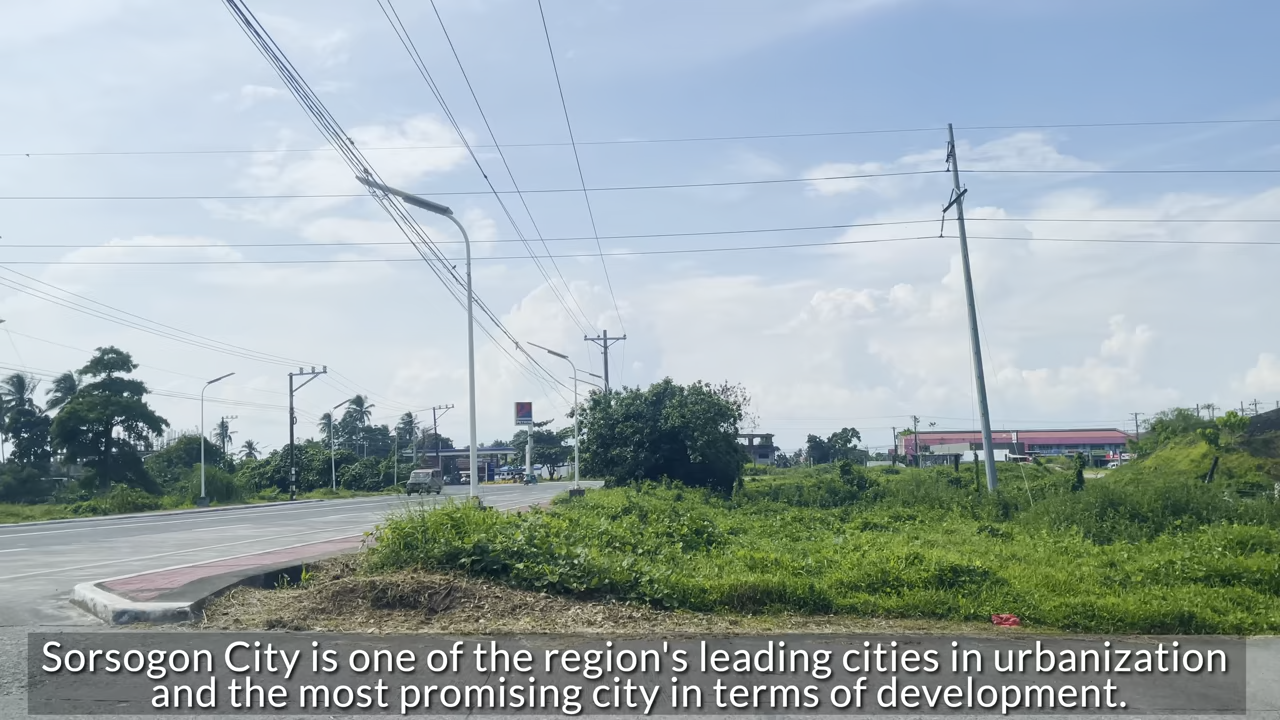 Sorsogon City is one of the region's leading cities in urbanization
and the most promising city in terms of development.